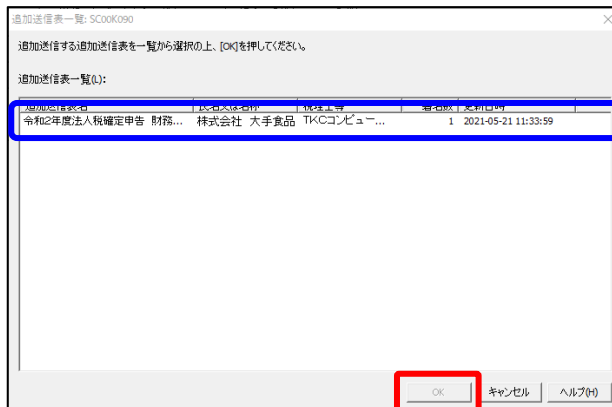 追加送信表一覧: SC00K090
追加送信する追加送信表を一覧から選択の上、[OK]を押してください。
追加送信表一覧(L):
追加送信表名 氏名又は名称 税理士等 署名数 更新日時
令和2年度法人税確定申告 財務... 株式会社 大手食品 TKCコンピュー... 1 2021-05-21 11:33:59
OK キャンセル ヘルプ(H)